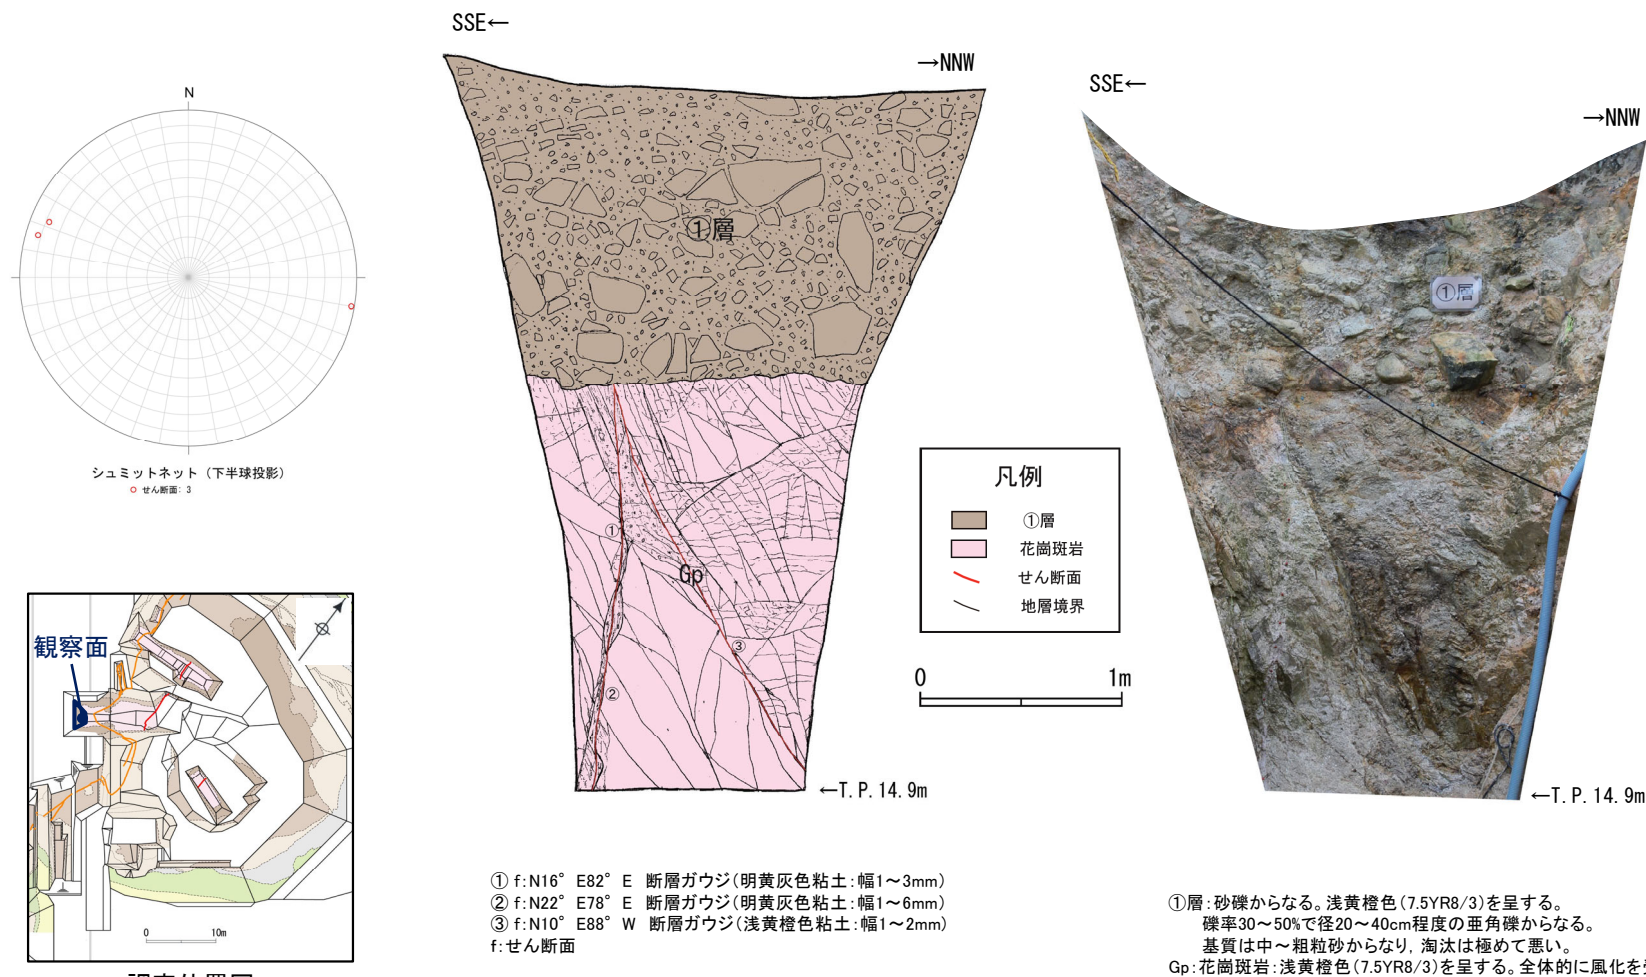 SSE←
→NNW
SSE←
→NNW
N
①層
①層
シュミットネット（下半球投影）
せん断面: 3
凡例
①層
花崗斑岩
せん断面
地層境界
①
Gp
③
②
0 1m
観察面
0 10m
←T.P.14.9m
←T.P.14.9m
① f:N16° E82° E 断層ガウジ(明黄灰色粘土:幅1～3mm)
② f:N22° E78° E 断層ガウジ(明黄灰色粘土:幅1～6mm)
③ f:N10° E88° W 断層ガウジ(浅黄橙色粘土:幅1～2mm)
f:せん断面
①層:砂礫からなる。浅黄橙色(7.5YR8/3)を呈する。
礫率30～50%で径20～40cm程度の亜角礫からなる。
基質は中～粗粒砂からなり,淘汰は極めて悪い。
Gp:花崗斑岩:浅黄橙色(7.5YR8/3)を呈する。全体的に風化を